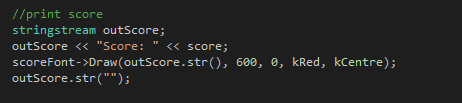 //print score
stringstream outScore;
outScore << "Score: " << score;
scoreFont->Draw(outScore.str(), 600, 0, kRed, kCentre);
outScore.str("");